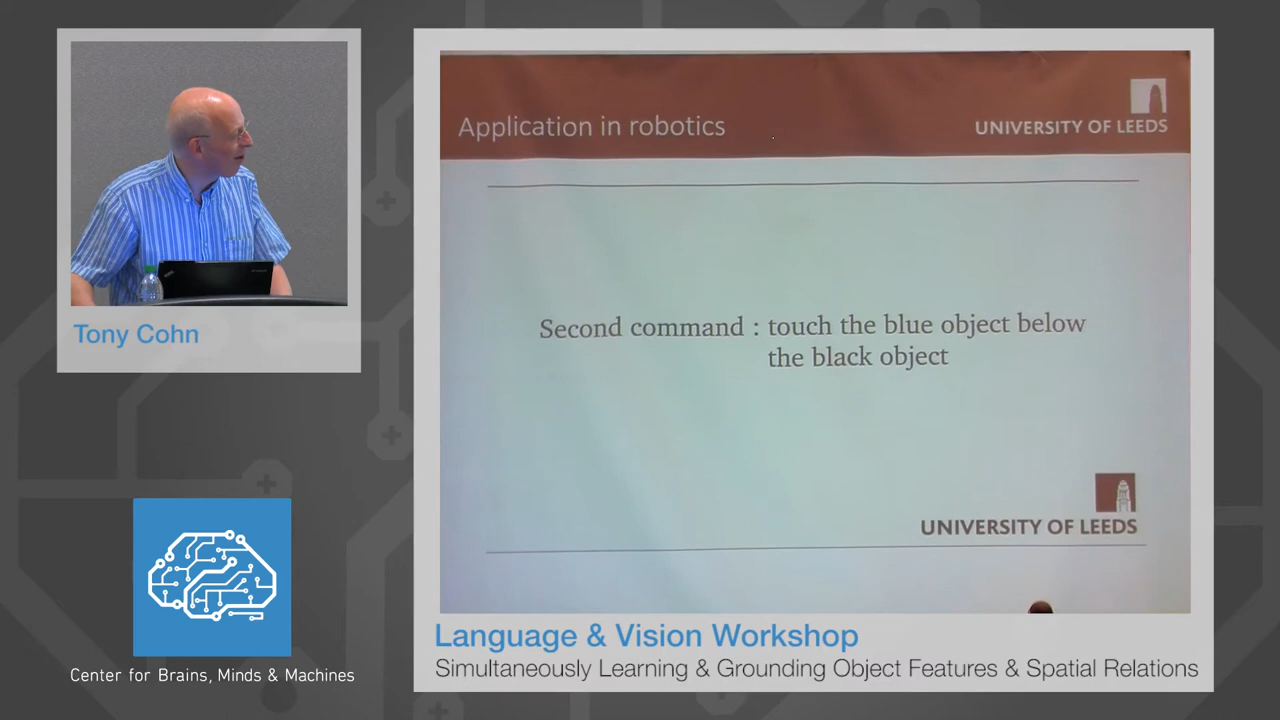 Application in robotics
UNIVERSITY OF LEEDS
Second command : touch the blue object below
the black object
UNIVERSITY OF LEEDS
Tony Cohn
Center for Brains, Minds & Machines
Language & Vision Workshop
Simultaneously Learning & Grounding Object Features & Spatial Relations